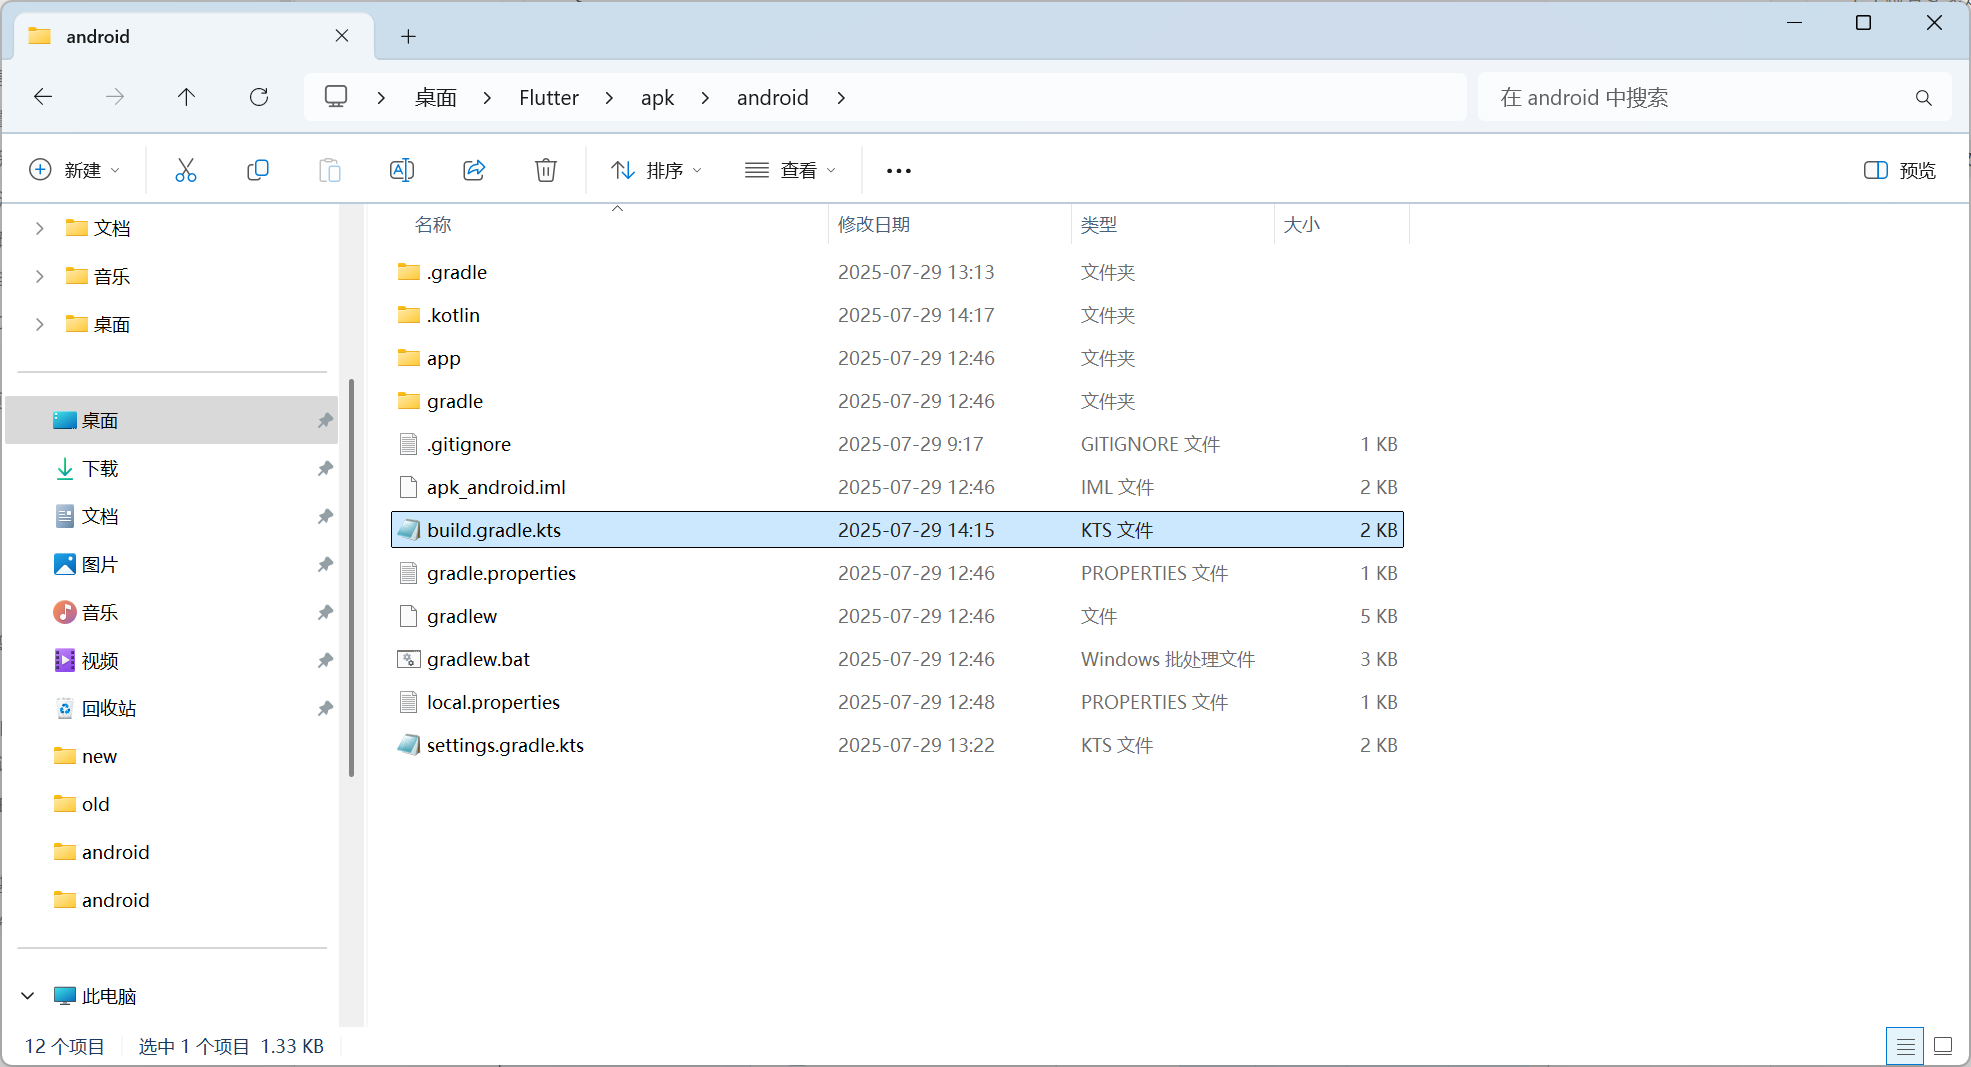 android
桌面 Flutter apk android
在 android 中搜索
新建 排序 查看 预览
文档
音乐
桌面
桌面
下载
文档
图片
音乐
视频
回收站
new
old
android
android
此电脑
名称 修改日期 类型 大小
.gradle 2025-07-29 13:13 文件夹
.kotlin 2025-07-29 14:17 文件夹
app 2025-07-29 12:46 文件夹
gradle 2025-07-29 12:46 文件夹
.gitignore 2025-07-29 9:17 GITIGNORE 文件 1 KB
apk_android.iml 2025-07-29 12:46 IML 文件 2 KB
build.gradle.kts 2025-07-29 14:15 KTS 文件 2 KB
gradle.properties 2025-07-29 12:46 PROPERTIES 文件 1 KB
gradlew 2025-07-29 12:46 文件 5 KB
gradlew.bat 2025-07-29 12:46 Windows 批处理文件 3 KB
local.properties 2025-07-29 12:48 PROPERTIES 文件 1 KB
settings.gradle.kts 2025-07-29 13:22 KTS 文件 2 KB
12 个项目 选中 1 个项目 1.33 KB